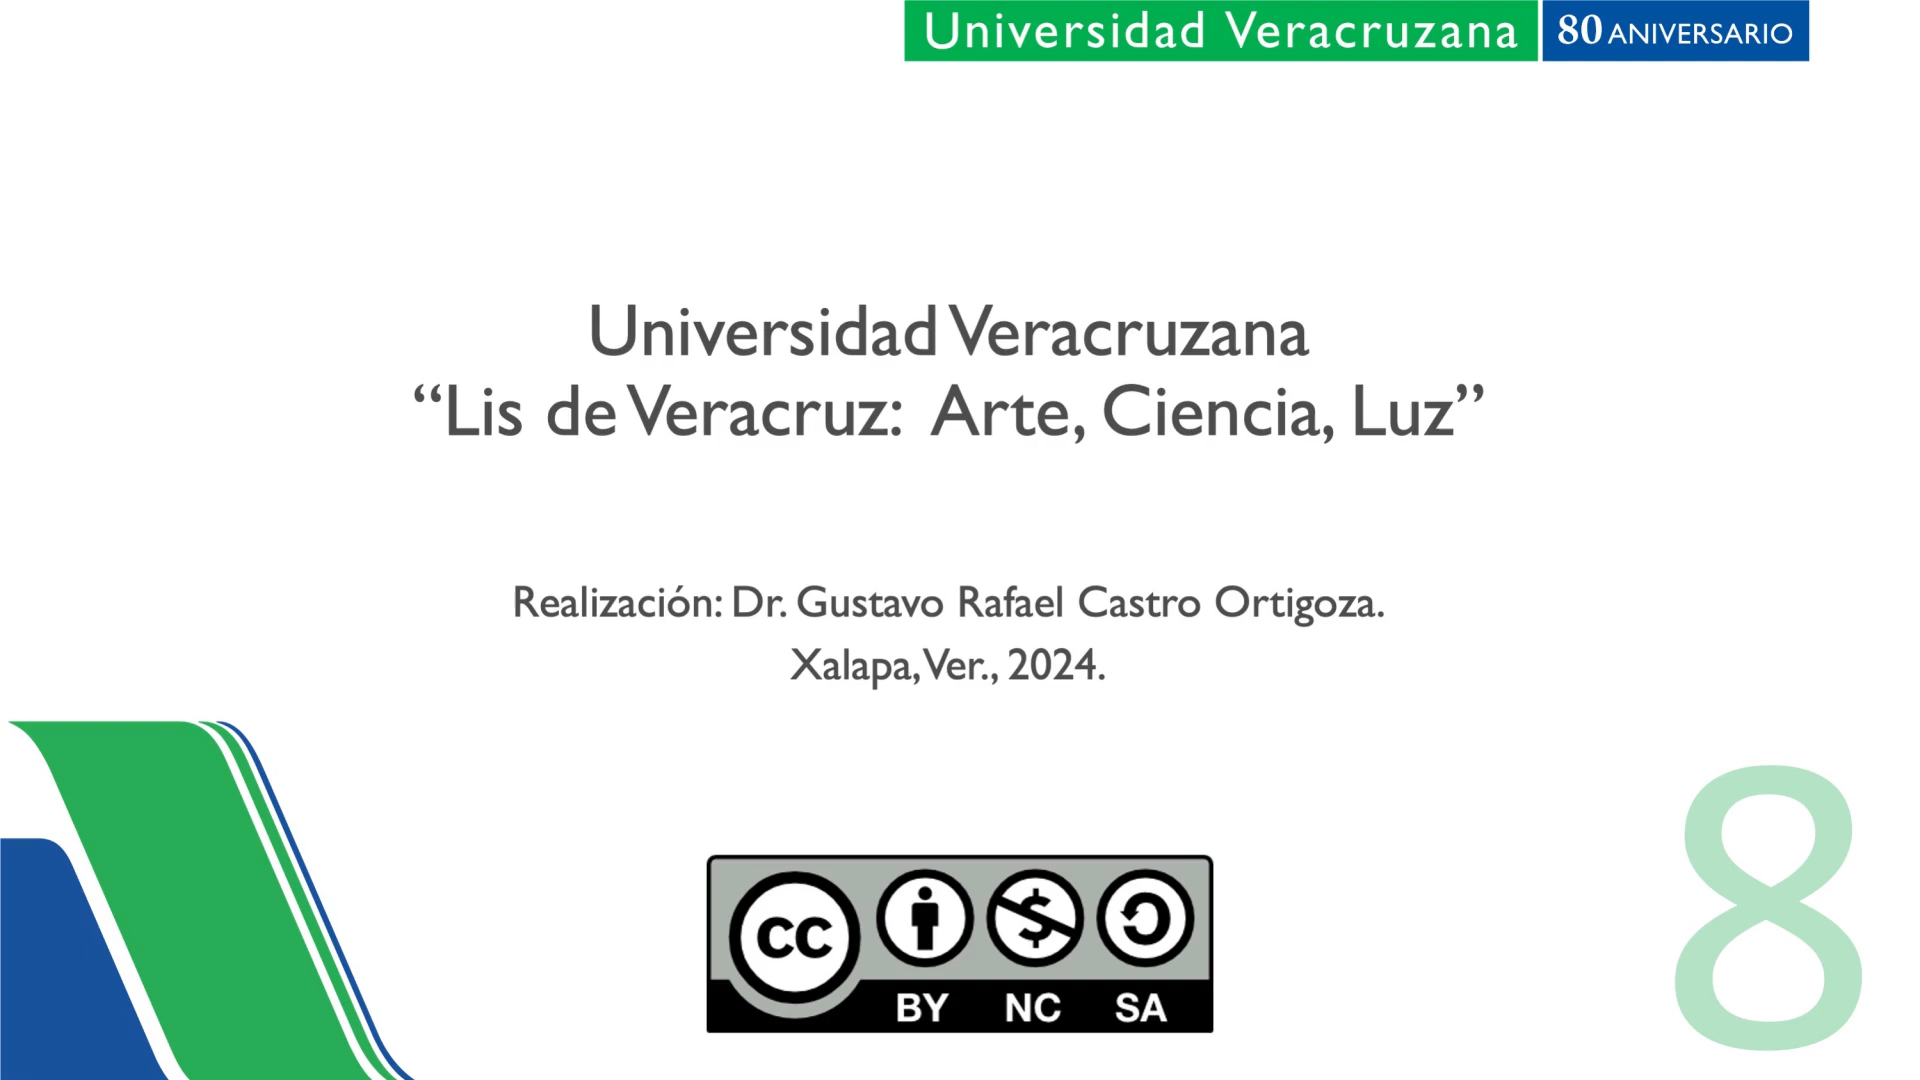 Universidad Veracruzana 80 ANIVERSARIO
Universidad Veracruzana
“Lis de Veracruz: Arte, Ciencia, Luz”
Realización: Dr. Gustavo Rafael Castro Ortigoza.
Xalapa, Ver., 2024.
8
CC
BY NC SA